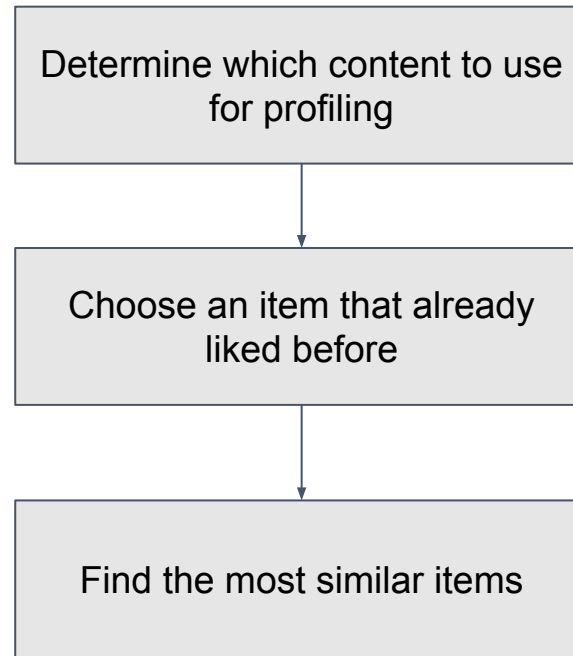 Determine which content to use
for profiling
Choose an item that already
liked before
Find the most similar items